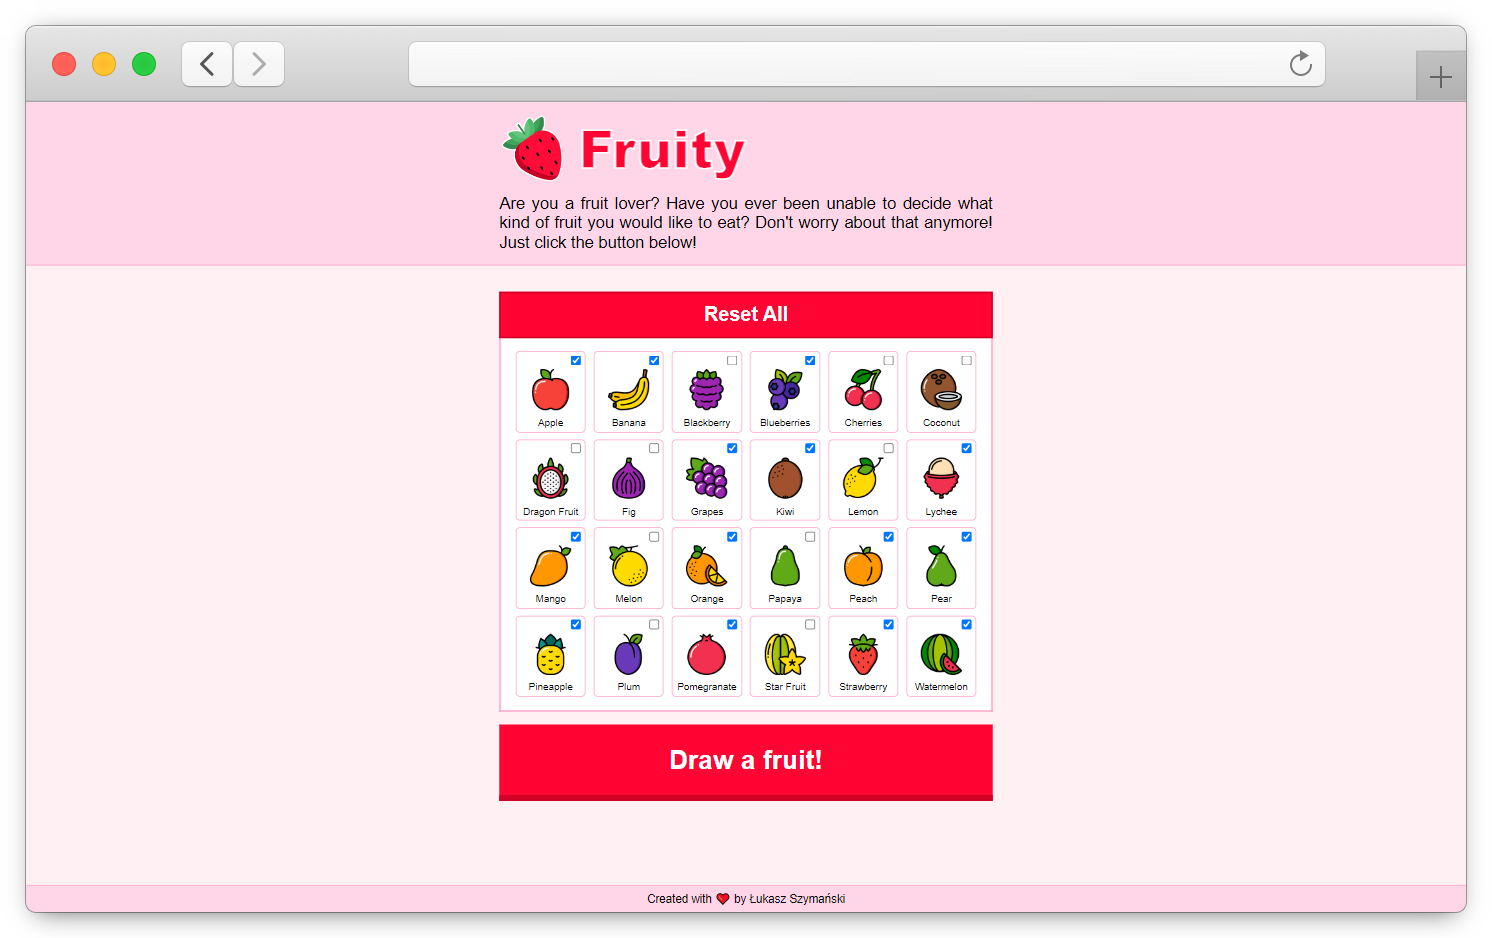 Fruity
Are you a fruit lover? Have you ever been unable to decide what
kind of fruit you would like to eat? Don't worry about that anymore!
Just click the button below!
Reset All
Apple Banana Blackberry Blueberries Cherries Coconut
Dragon Fruit Fig Grapes Kiwi Lemon Lychee
Mango Melon Orange Papaya Peach Pear
Pineapple Plum Pomegranate Star Fruit Strawberry Watermelon
Draw a fruit!
Created with ❤ by Łukasz Szymański